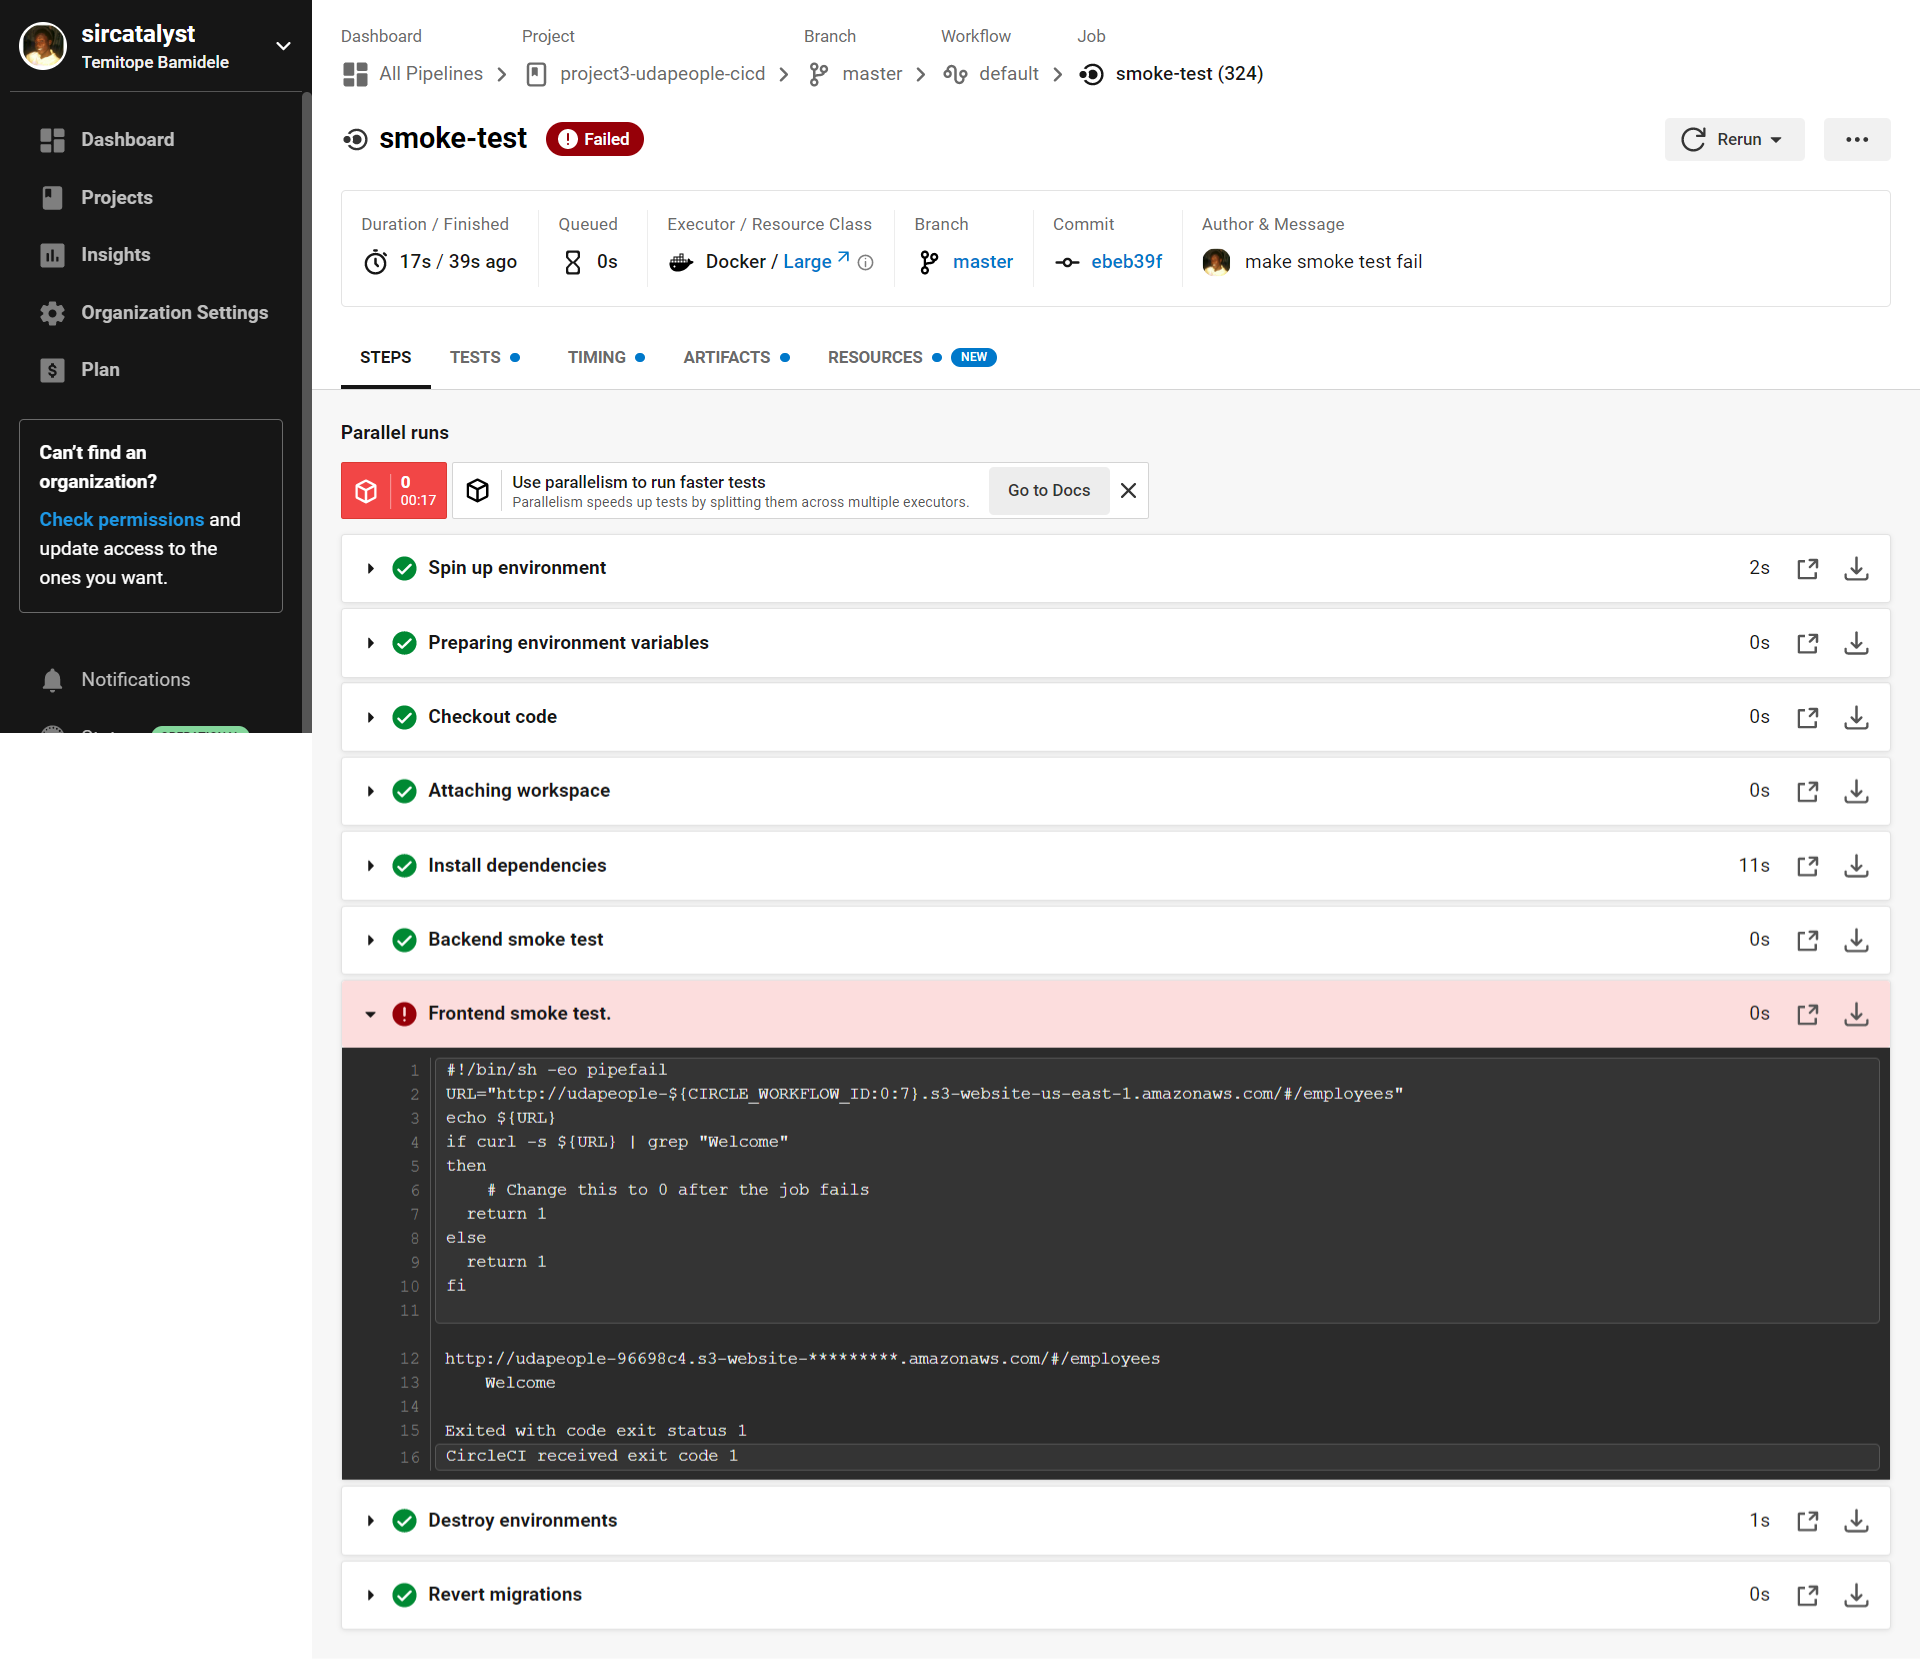 sircatalyst
Temitope Bamidele
Dashboard
Projects
Insights
Organization Settings
Plan
Can't find an
organization?
Check permissions and
update access to the
ones you want.
Notifications
Dashboard Project Branch Workflow Job
All Pipelines project3-udapeople-cicd master default smoke-test (324)
smoke-test Failed Rerun
Duration / Finished Queued Executor / Resource Class Branch Commit Author & Message
17s / 39s ago 0s Docker / Large master ebeb39f make smoke test fail
STEPS TESTS TIMING ARTIFACTS RESOURCES NEW
Parallel runs
0
00:17
Use parallelism to run faster tests
Parallelism speeds up tests by splitting them across multiple executors.
Go to Docs
Spin up environment 2s
Preparing environment variables 0s
Checkout code 0s
Attaching workspace 0s
Install dependencies 11s
Backend smoke test 0s
Frontend smoke test. 0s
1 #!/bin/sh -eo pipefail
2 URL="http://udapeople-${CIRCLE_WORKFLOW_ID:0:7}.s3-website-us-east-1.amazonaws.com/#/employees"
3 echo ${URL}
4 if curl -s ${URL} | grep "Welcome"
5 then
6 # Change this to 0 after the job fails
7 return 1
8 else
9 return 1
10 fi
11
12 http://udapeople-96698c4.s3-website-*********.amazonaws.com/#/employees
13 Welcome
14
15 Exited with code exit status 1
16 CircleCI received exit code 1
Destroy environments 1s
Revert migrations 0s